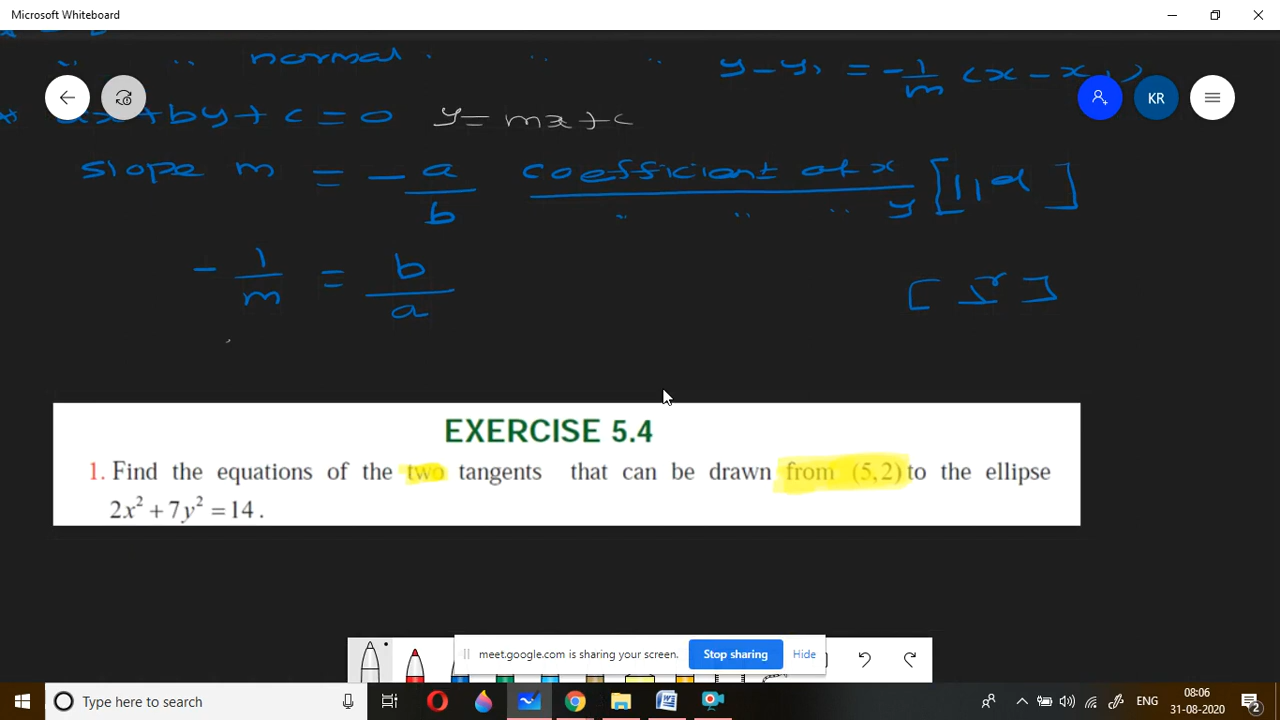 Microsoft Whiteboard
normal
y-y₁ = -1/m (x-x₁)
ax+by+c=0 y=mx+c
KR
slope m = -a/b coefficient of x / " " " y [||el]
-1/m = b/a [⊥r]
EXERCISE 5.4
1. Find the equations of the two tangents that can be drawn from (5,2) to the ellipse
2x² + 7y² = 14.
meet.google.com is sharing your screen. Stop sharing Hide
Type here to search
ENG
08:06
31-08-2020
2